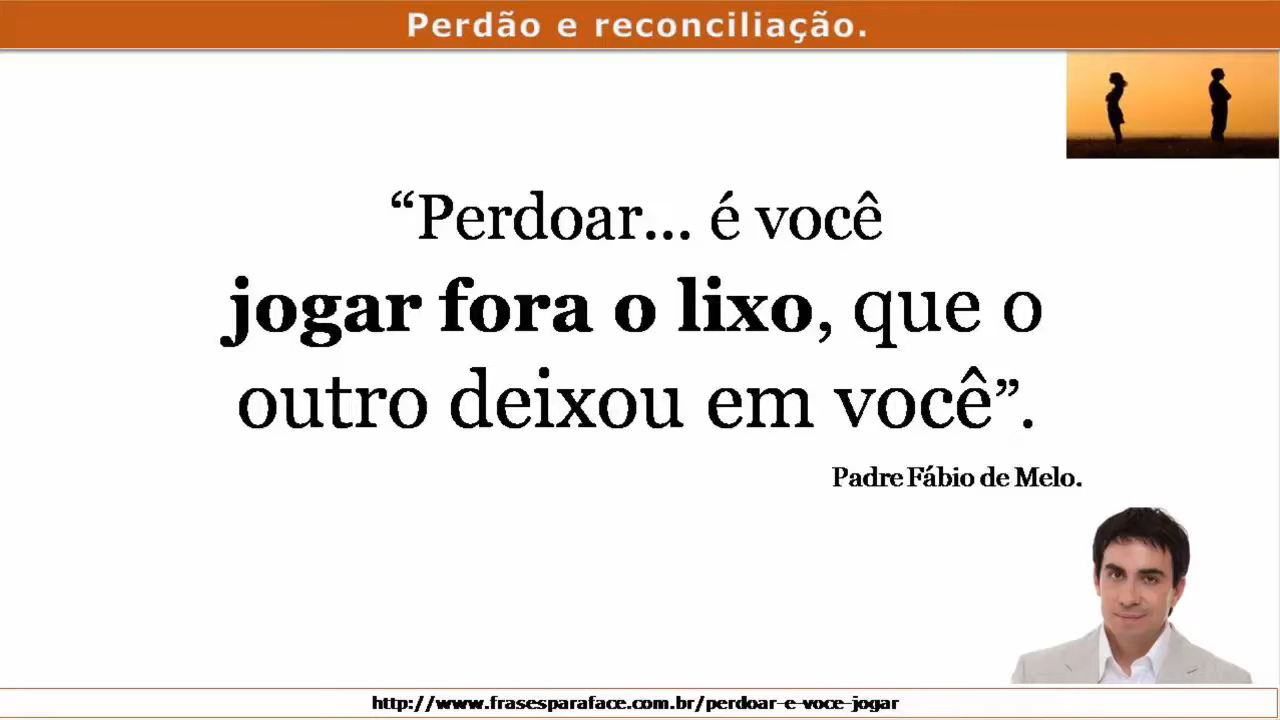 Perdão e reconciliação.
“Perdoar... é você
jogar fora o lixo, que o
outro deixou em você”.
Padre Fábio de Melo.
http://www.frasesparaface.com.br/perdoar-e-voce-jogar